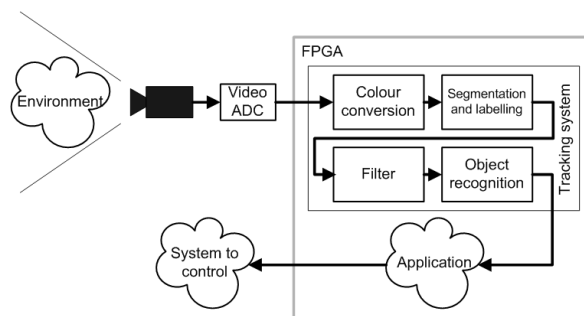 FPGA
Environment
Video
ADC
Colour
conversion
Segmentation
and labelling
Filter
Object
recognition
Tracking system
System to
control
Application